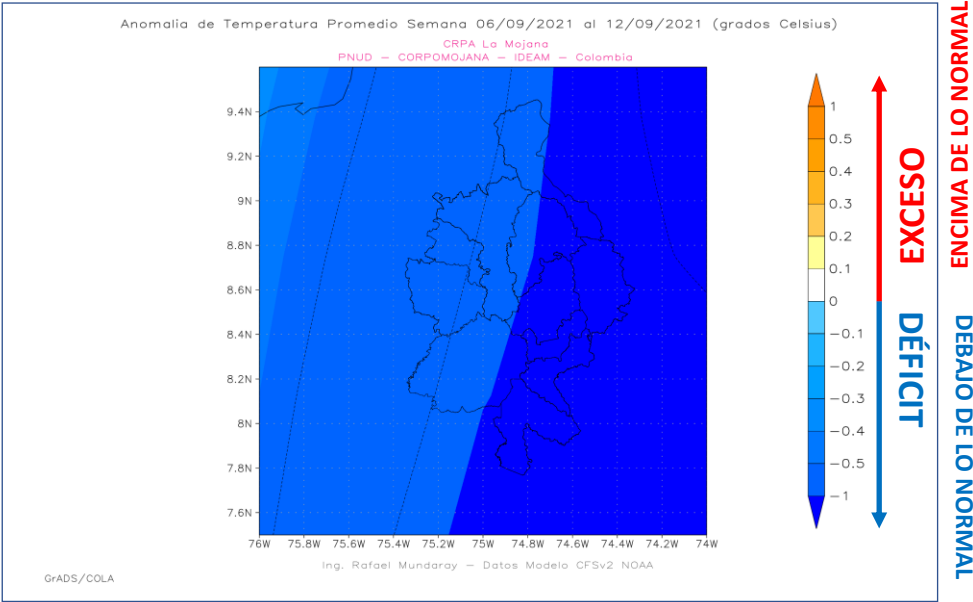 Anomalia de Temperatura Promedio Semana 06/09/2021 al 12/09/2021 (grados Celsius)
CRPA La Mojana
PNUD - CORPOMOJANA - IDEAM - Colombia
9.4N
9.2N
9N
8.8N
8.6N
8.4N
8.2N
8N
7.8N
7.6N
76W 75.8W 75.6W 75.4W 75.2W 75W 74.8W 74.6W 74.4W 74.2W 74W
Ing. Rafael Mundaray - Datos Modelo CFSv2 NOAA
GrADS/COLA
1
0.5
0.4
0.3
0.2
0.1
0
-0.1
-0.2
-0.3
-0.4
-0.5
-1
EXCESO
DÉFICIT
ENCIMA DE LO NORMAL
DEBAJO DE LO NORMAL